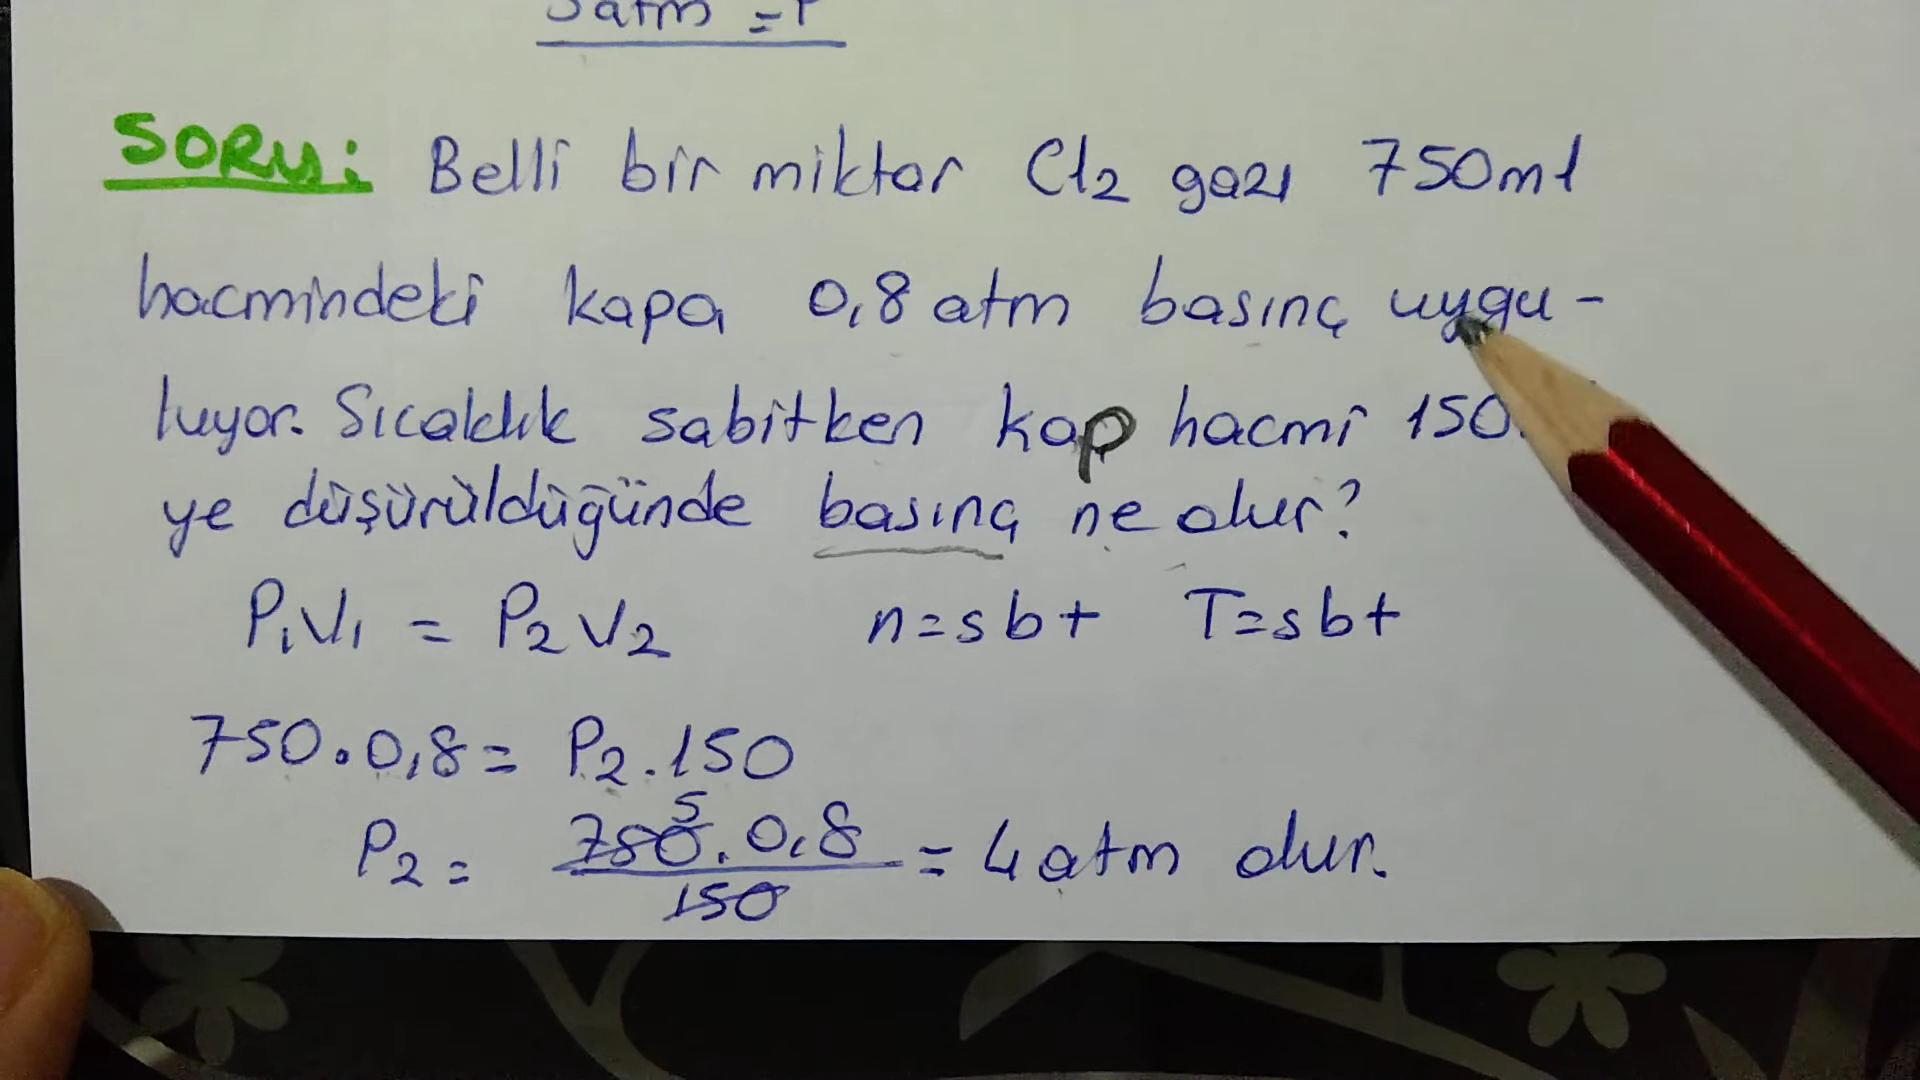 5 atm = P
SORU: Belli bir miktar Cl2 gazı 750ml
hacmindeki kapa 0,8 atm basınç uygu-
luyor. Sıcaklık sabitken kap hacmi 150
ye düşürüldüğünde basınç ne olur?
P1V1 = P2V2 n=sbt T=sbt
750.0,8= P2.150
5
P2= 750.0,8 = 4 atm olur.
150